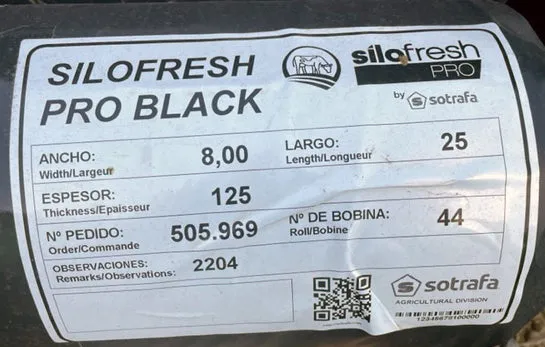 SILOFRESH
PRO BLACK
silofresh
PRO
by sotrafa
ANCHO: 8,00
Width/Largeur
LARGO: 25
Length/Longueur
ESPESOR: 125
Thickness/Epaisseur
Nº PEDIDO: 505.969
Order/Commande
Nº DE BOBINA: 44
Roll/Bobine
OBSERVACIONES: 2204
Remarks/Observations:
sotrafa
AGRICULTURAL DIVISION
12345678100000